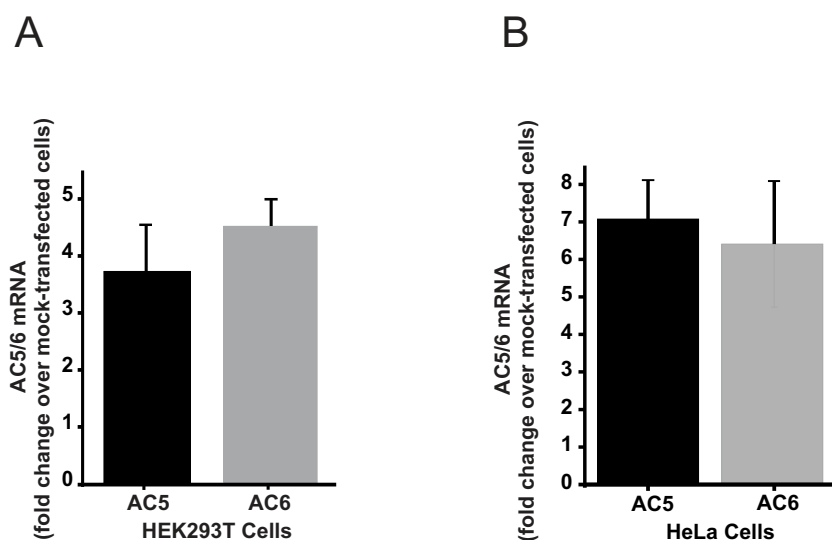 A
AC5/6 mRNA
(fold change over mock-transfected cells)
5
4
3
2
1
0
AC5 AC6
HEK293T Cells
B
AC5/6 mRNA
(fold change over mock-transfected cells)
8
7
6
5
4
3
2
1
0
AC5 AC6
HeLa Cells